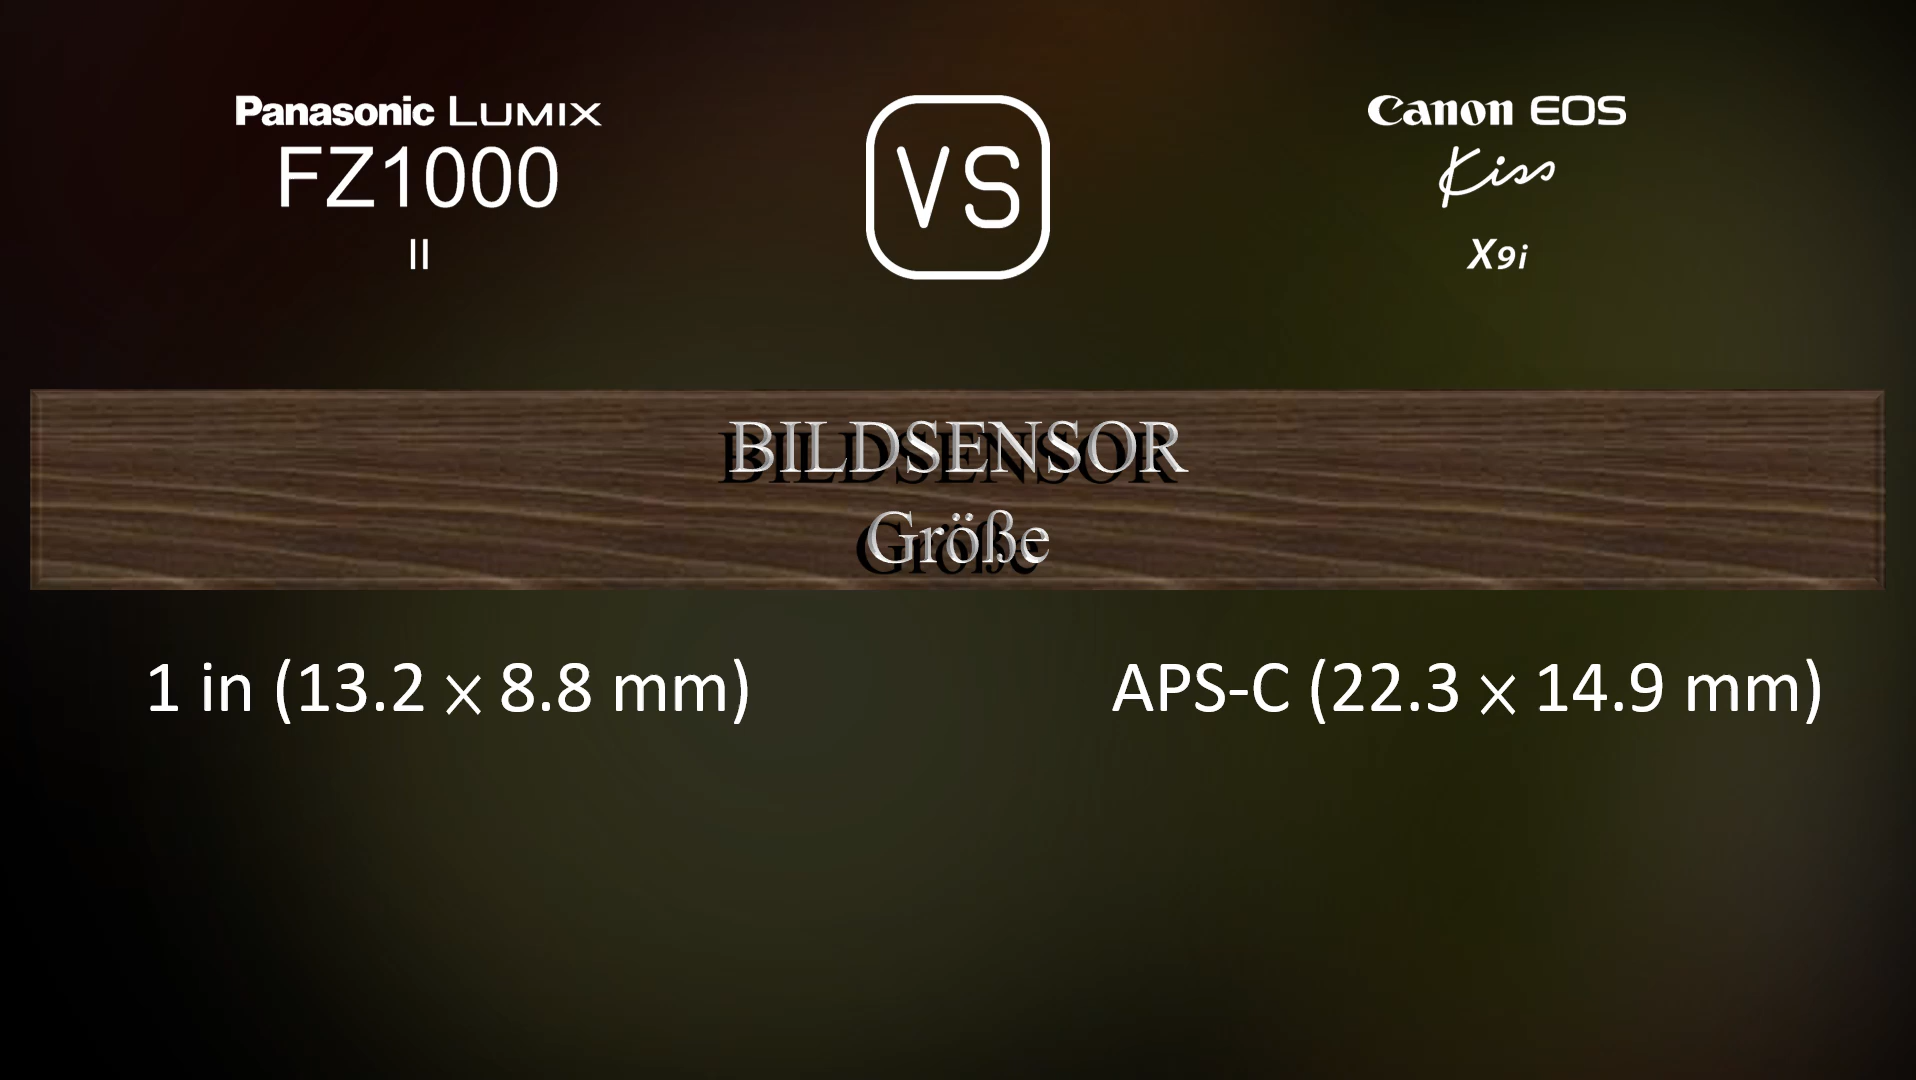 Panasonic LUMIX
FZ1000
II
VS
Canon EOS
Kiss
X9i
BILDSENSOR
Größe
1 in (13.2 x 8.8 mm)
APS-C (22.3 x 14.9 mm)